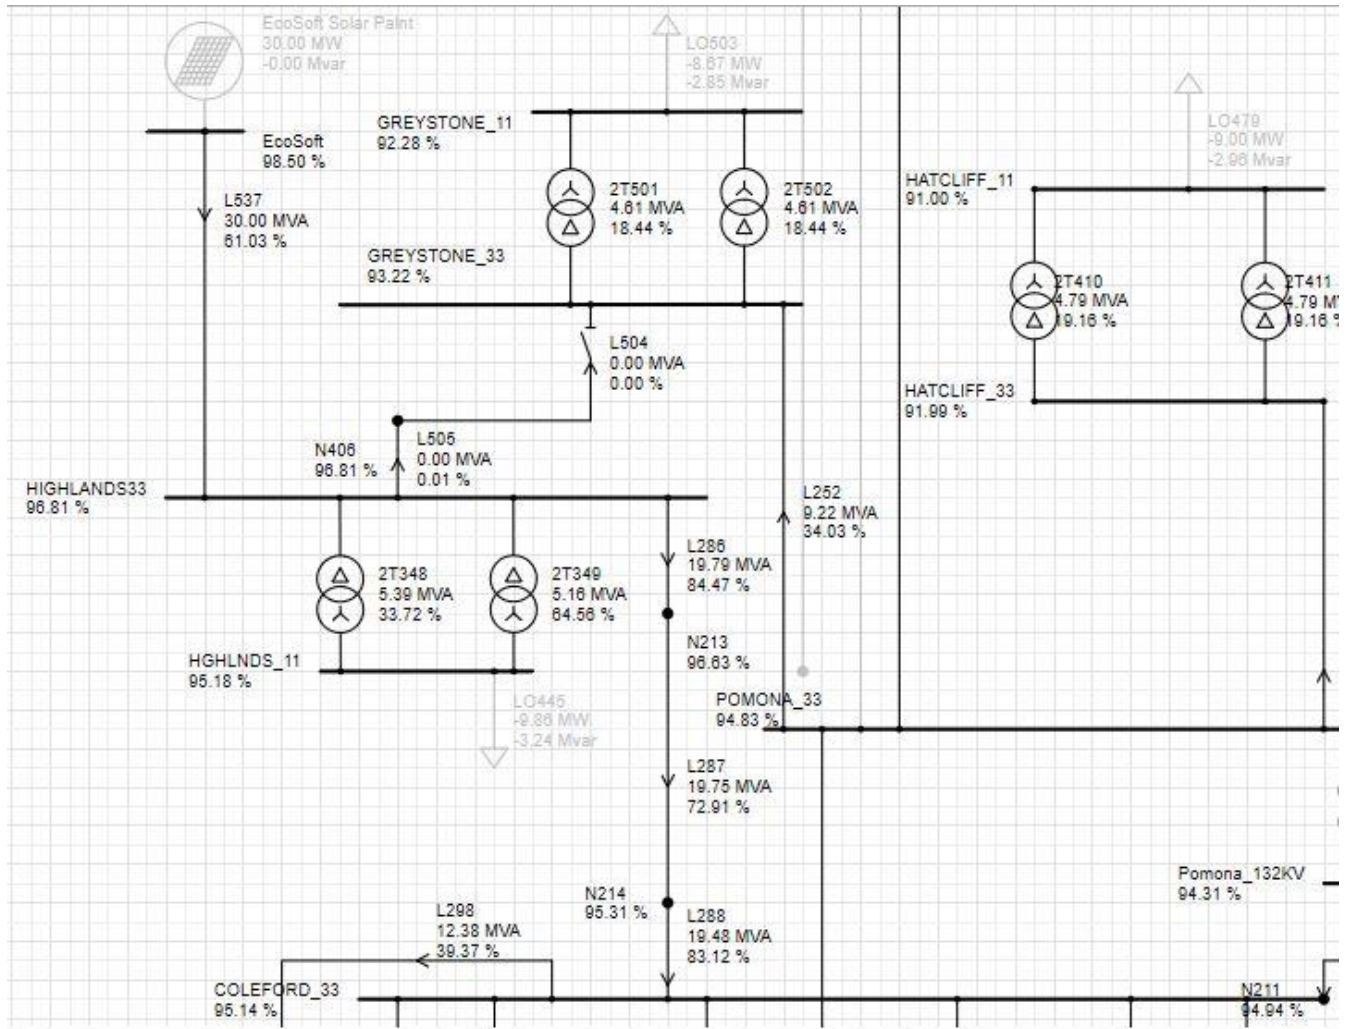 EcoSoft Solar Paint
30.00 MW
-0.00 Mvar
LO503
-8.67 MW
-2.85 Mvar
GREYSTONE_11
92.28 %
EcoSoft
98.50 %
LO479
-9.00 MW
-2.96 Mvar
HATCLIFF_11
91.00 %
L537
30.00 MVA
61.03 %
2T501
4.61 MVA
18.44 %
2T502
4.61 MVA
18.44 %
GREYSTONE_33
93.22 %
2T410
4.79 MVA
19.16 %
2T411
4.79 M
19.16 %
L504
0.00 MVA
0.00 %
HATCLIFF_33
91.99 %
N406
96.81 %
L505
0.00 MVA
0.01 %
HIGHLANDS33
96.81 %
L252
9.22 MVA
34.03 %
L286
19.79 MVA
84.47 %
2T348
5.39 MVA
33.72 %
2T349
5.16 MVA
64.56 %
N213
96.63 %
HGHLNDS_11
95.18 %
LO445
-9.86 MW
-3.24 Mvar
POMONA_33
94.83 %
L287
19.75 MVA
72.91 %
Pomona_132KV
94.31 %
N214
95.31 %
L298
12.38 MVA
39.37 %
L288
19.48 MVA
83.12 %
COLEFORD_33
95.14 %
N211
94.94 %